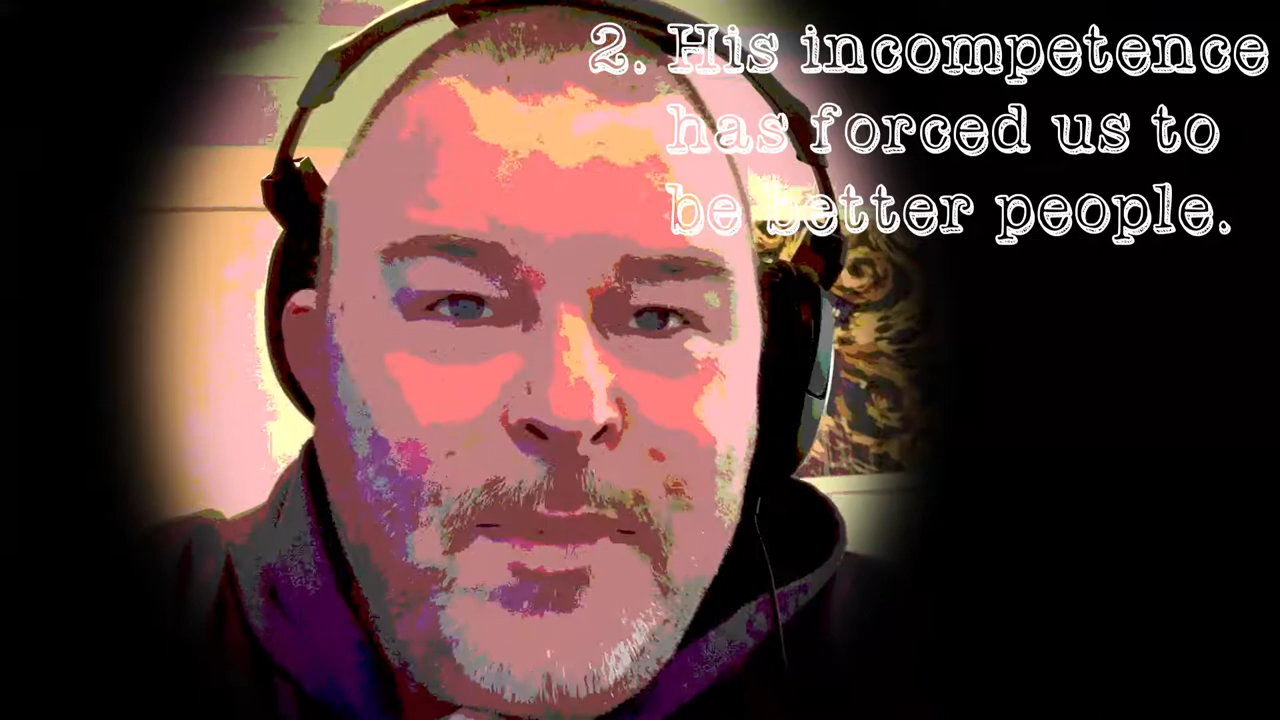 2. His incompetence
has forced us to
be better people.